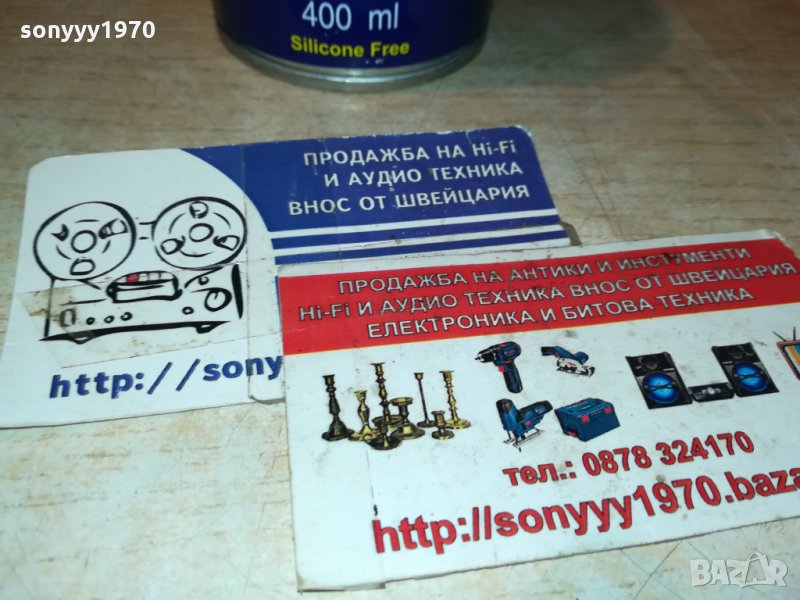 sonyyy1970
400 ml
Silicone Free
ПРОДАЖБА НА Hi-Fi
И АУДИО ТЕХНИКА
ВНОС ОТ ШВЕЙЦАРИЯ
http://sony
ПРОДАЖБА НА АНТИКИ И ИНСТУМЕНТИ
Hi-Fi И АУДИО ТЕХНИКА ВНОС ОТ ШВЕЙЦАРИЯ
ЕЛЕКТРОНИКА И БИТОВА ТЕХНИКА
тел.: 0878 324170
http://sonyyy1970.baza
BAZAR